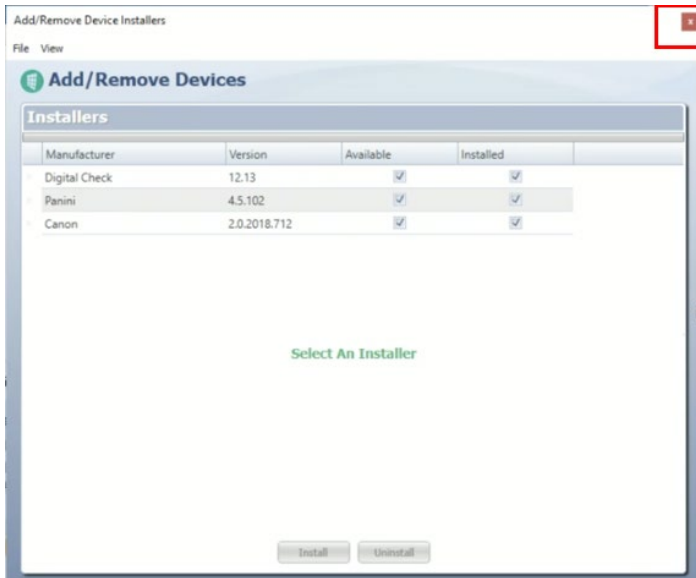 Add/Remove Device Installers
x
File View
Add/Remove Devices
Installers
Manufacturer Version Available Installed
Digital Check 12.13
Panini 4.5.102
Canon 2.0.2018.712
Select An Installer
Install Uninstall